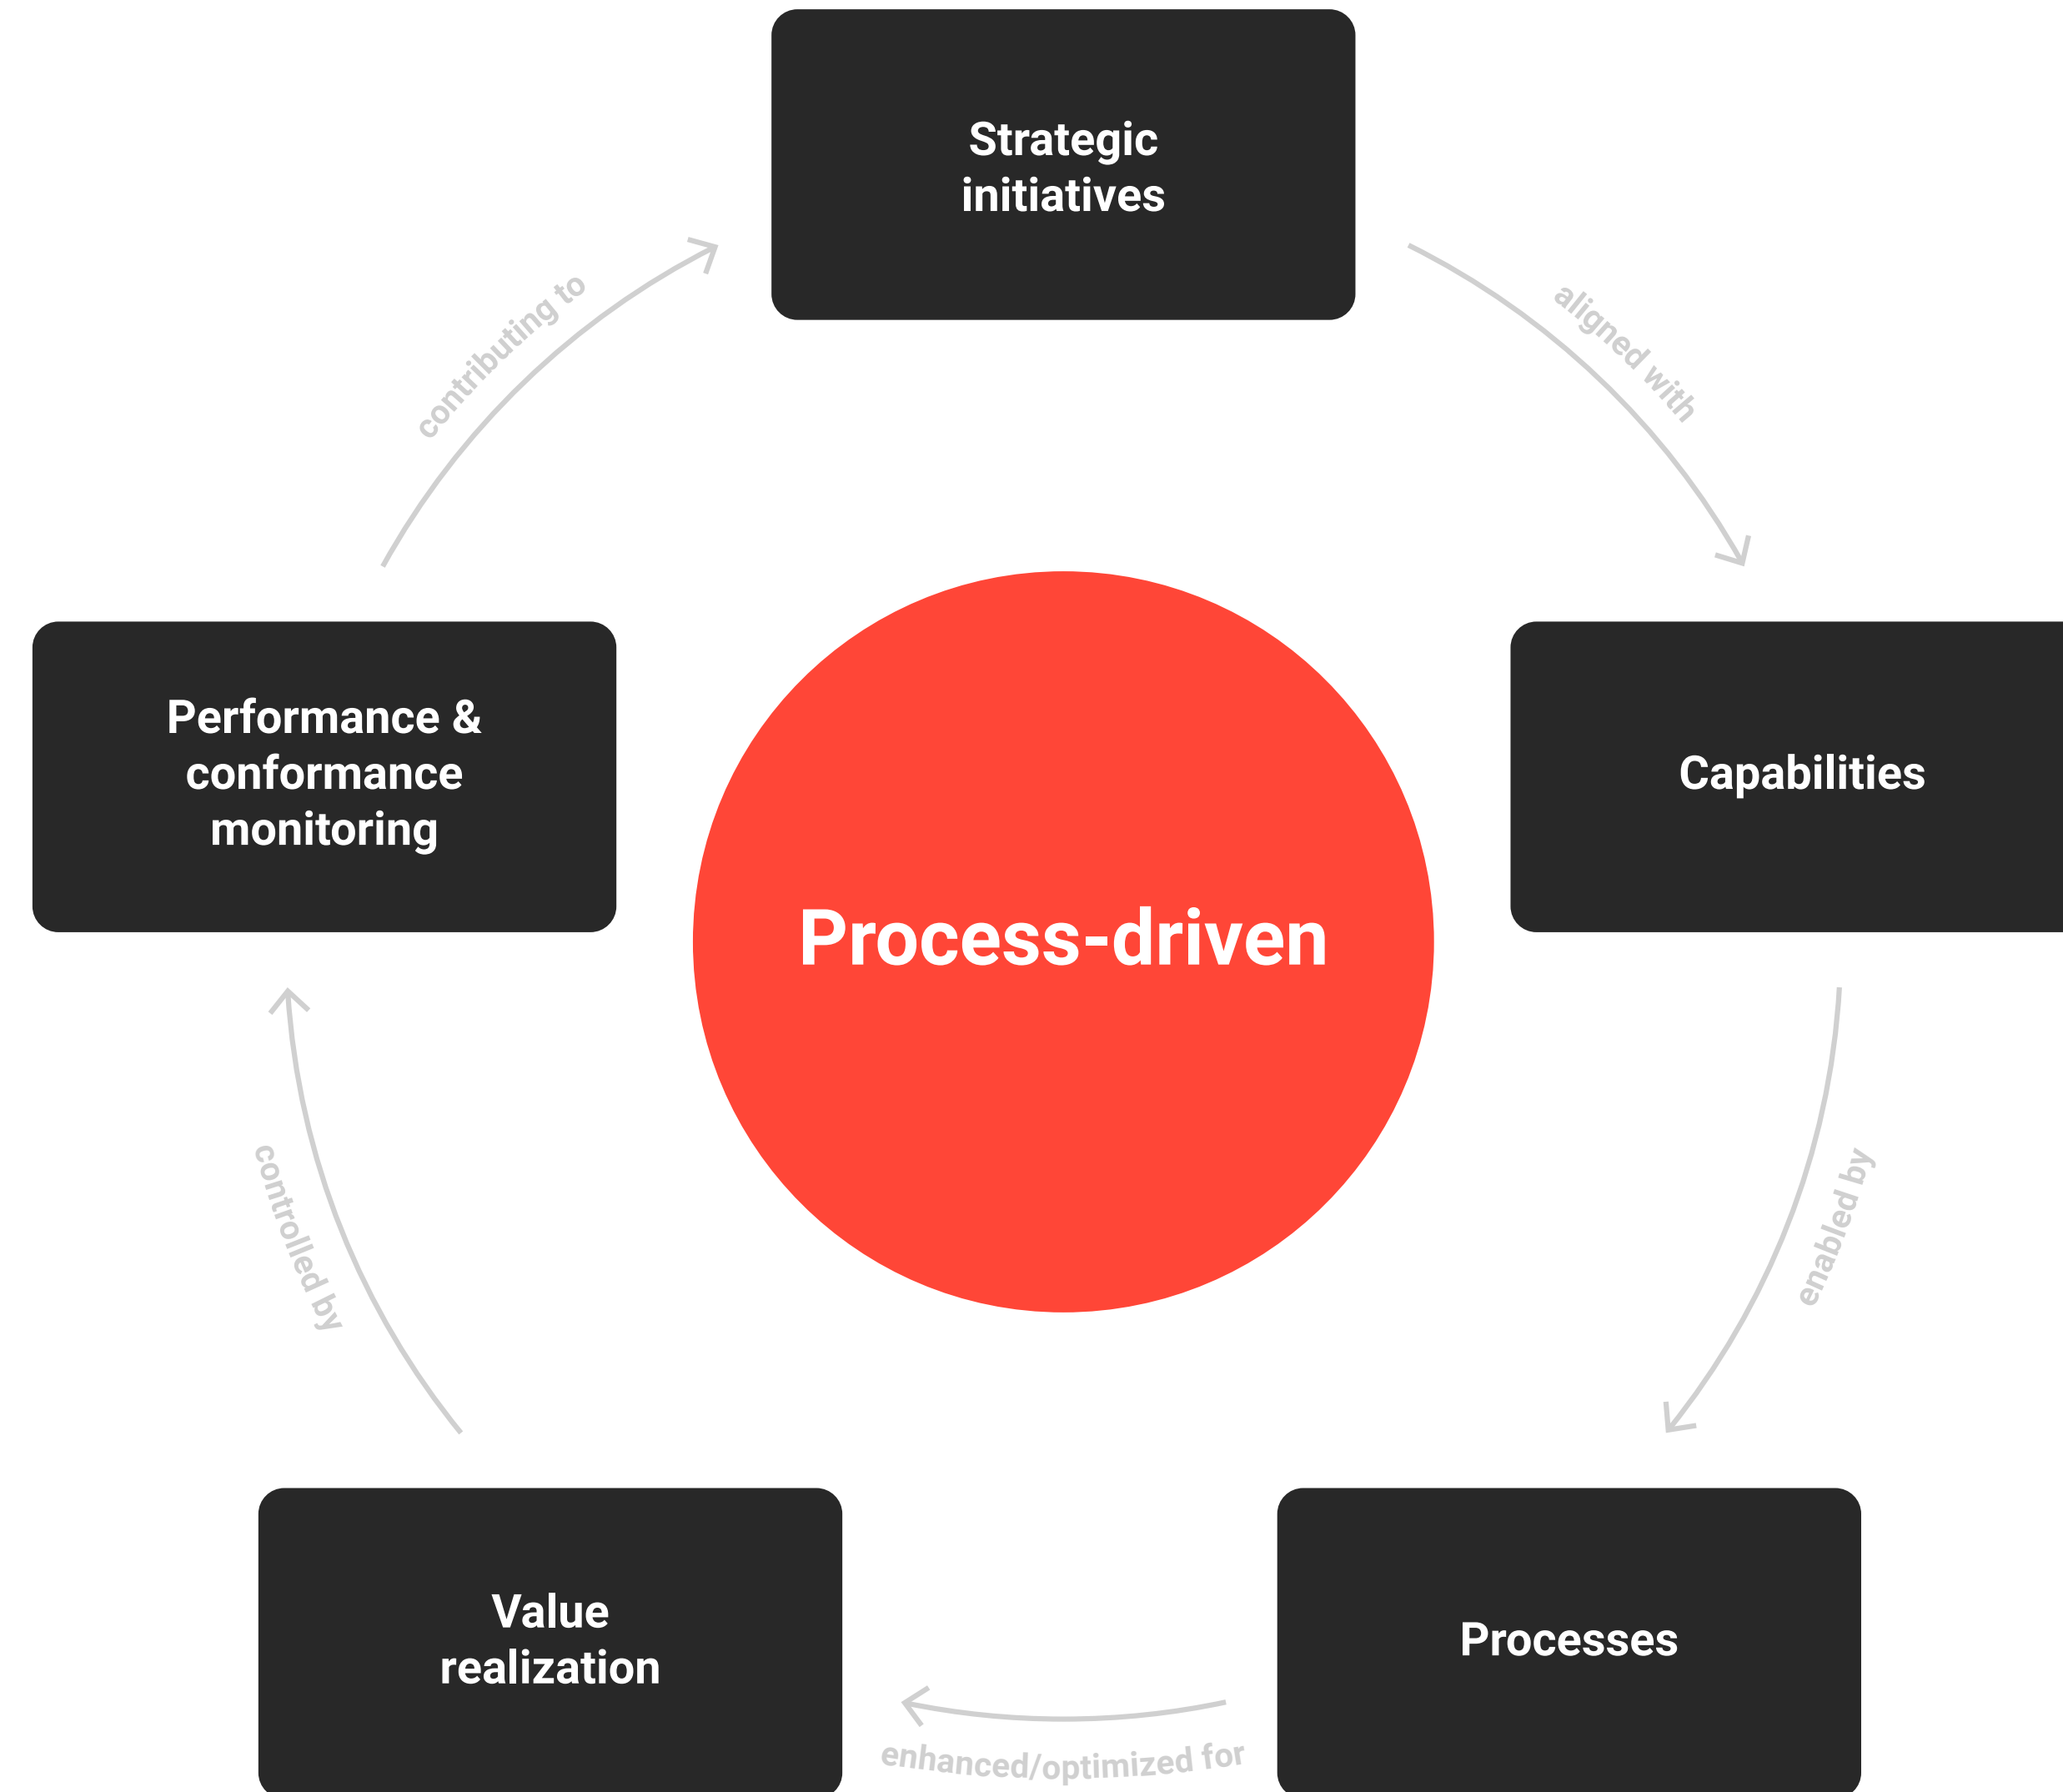 Strategic
initiatives
contributing to
aligned with
Performance &
conformance
monitoring
Capabilities
Process-driven
controlled by
enabled by
Value
realization
Processes
enhanced/optimized for